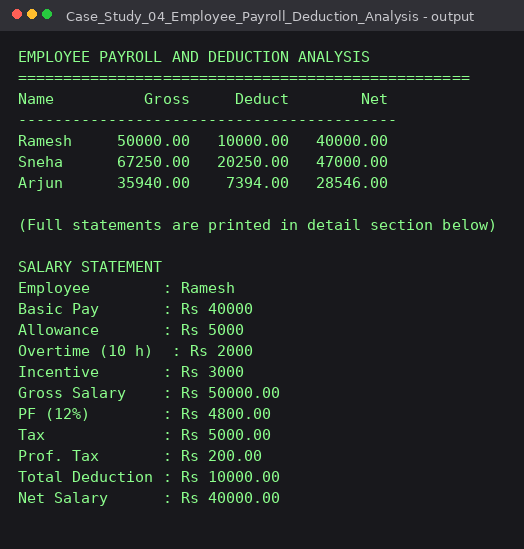 Case_Study_04_Employee_Payroll_Deduction_Analysis - output
EMPLOYEE PAYROLL AND DEDUCTION ANALYSIS
==================================================
Name          Gross     Deduct        Net
------------------------------------------
Ramesh     50000.00   10000.00   40000.00
Sneha      67250.00   20250.00   47000.00
Arjun      35940.00    7394.00   28546.00
(Full statements are printed in detail section below)
SALARY STATEMENT
Employee        : Ramesh
Basic Pay       : Rs 40000
Allowance       : Rs 5000
Overtime (10 h)  : Rs 2000
Incentive       : Rs 3000
Gross Salary    : Rs 50000.00
PF (12%)        : Rs 4800.00
Tax             : Rs 5000.00
Prof. Tax       : Rs 200.00
Total Deduction : Rs 10000.00
Net Salary      : Rs 40000.00